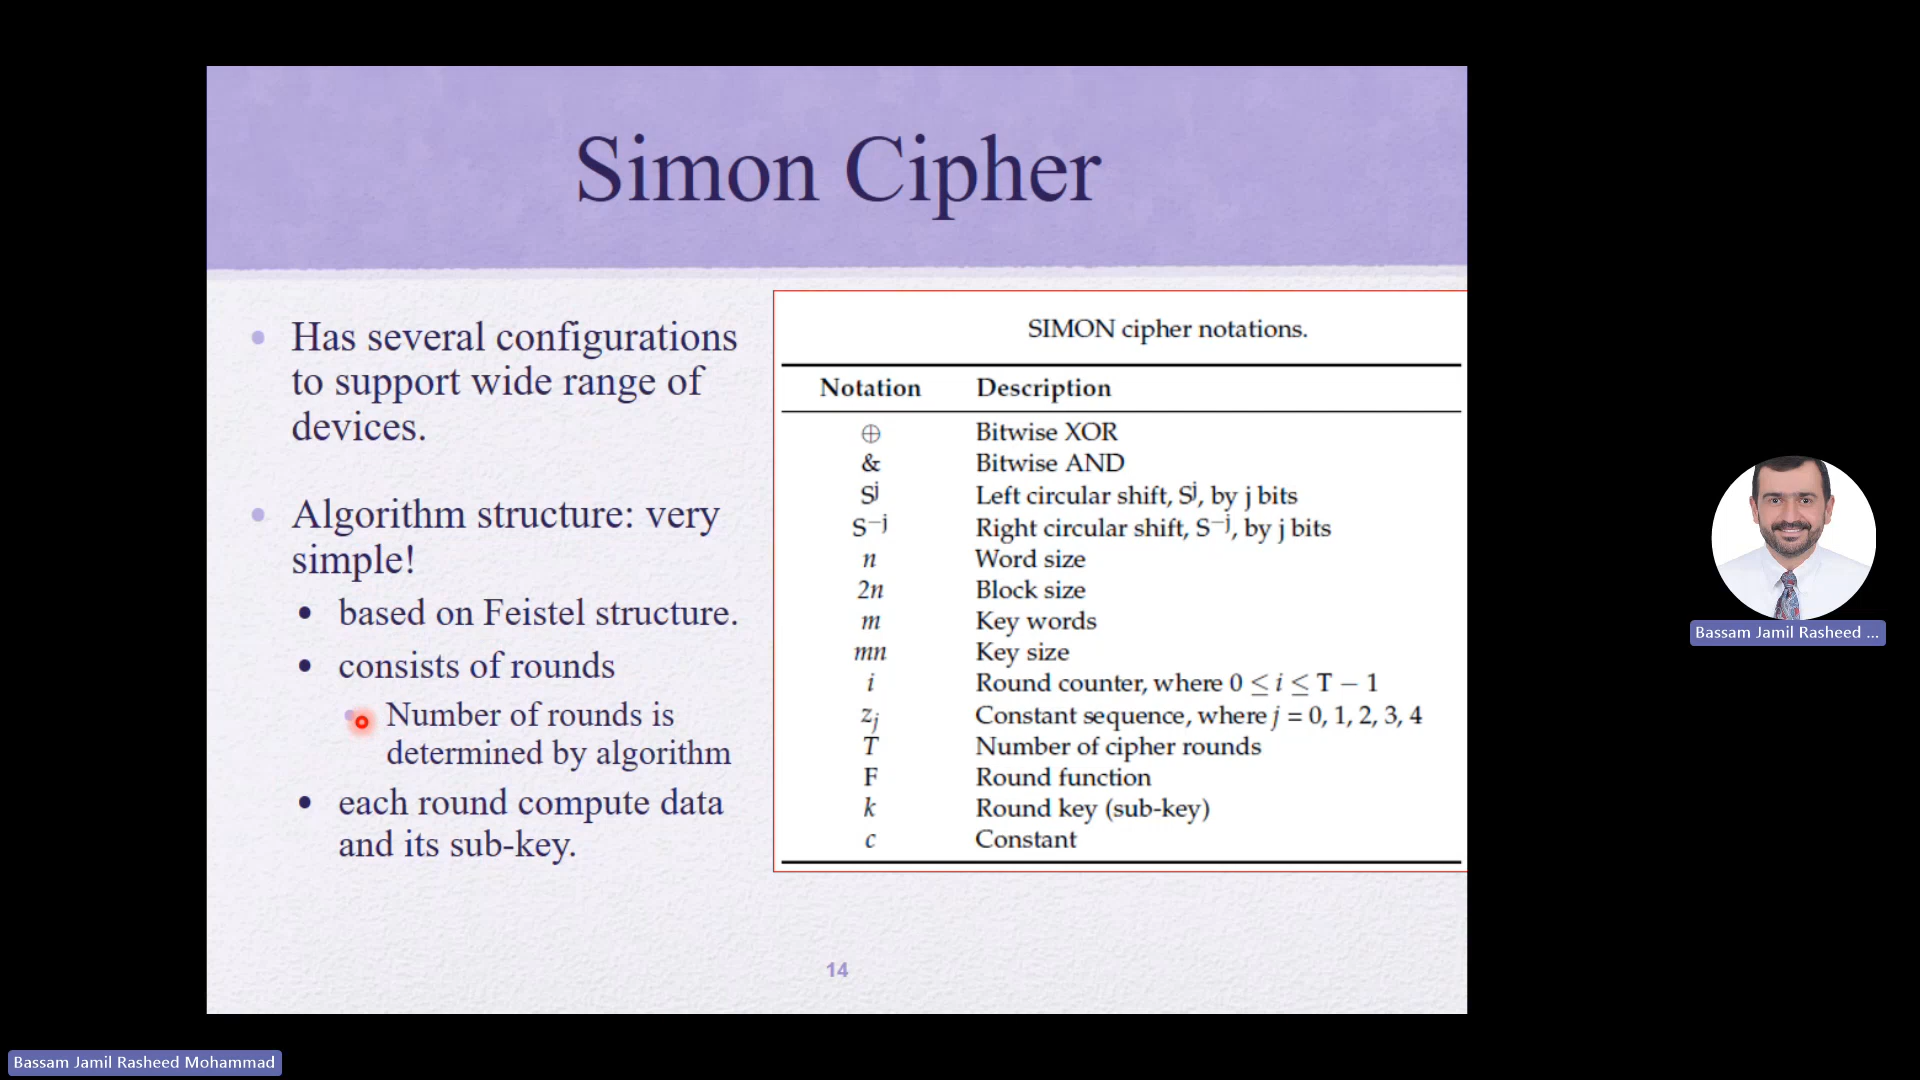 Simon Cipher
Has several configurations
to support wide range of
devices.
Algorithm structure: very
simple!
based on Feistel structure.
consists of rounds
Number of rounds is
determined by algorithm
each round compute data
and its sub-key.
SIMON cipher notations.
Notation Description
⊕ Bitwise XOR
& Bitwise AND
Sʲ Left circular shift, Sʲ, by j bits
S⁻ʲ Right circular shift, S⁻ʲ, by j bits
n Word size
2n Block size
m Key words
mn Key size
i Round counter, where 0 ≤ i ≤ T − 1
zⱼ Constant sequence, where j = 0, 1, 2, 3, 4
T Number of cipher rounds
F Round function
k Round key (sub-key)
c Constant
14
Bassam Jamil Rasheed ...
Bassam Jamil Rasheed Mohammad